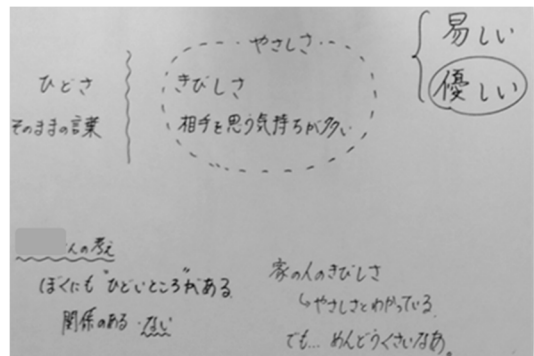 やさしさ
易しい
優しい
ひどさ
そのままの言葉
きびしさ
相手を思う気持ちが多い
んの考え
ぼくにも"ひどいところ"がある。
関係のある・ない
家の人のきびしさ
↳やさしさとわかっている。
でも…めんどうくさいなあ。